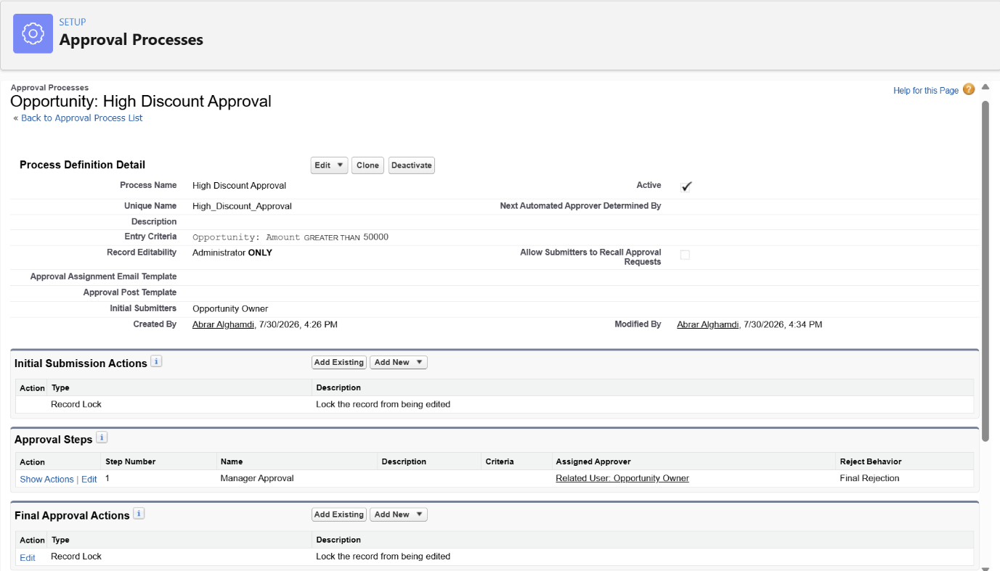 SETUP
Approval Processes
Approval Processes
Opportunity: High Discount Approval
Help for this Page ?
« Back to Approval Process List
Process Definition Detail
Edit ▼ Clone Deactivate
Process Name High Discount Approval Active ✓
Unique Name High_Discount_Approval Next Automated Approver Determined By
Description
Entry Criteria Opportunity: Amount GREATER THAN 50000
Record Editability Administrator ONLY Allow Submitters to Recall Approval
Requests
Approval Assignment Email Template
Approval Post Template
Initial Submitters Opportunity Owner
Created By Abrar Alghamdi, 7/30/2026, 4:26 PM Modified By Abrar Alghamdi, 7/30/2026, 4:34 PM
Initial Submission Actions i Add Existing Add New ▼
Action Type Description
Record Lock Lock the record from being edited
Approval Steps i
Action Step Number Name Description Criteria Assigned Approver Reject Behavior
Show Actions | Edit 1 Manager Approval Related User: Opportunity Owner Final Rejection
Final Approval Actions i Add Existing Add New ▼
Action Type Description
Edit Record Lock Lock the record from being edited